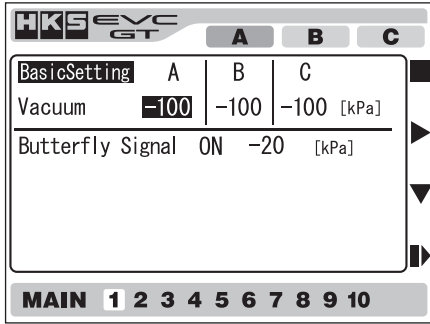 HKS EVC
GT
A B C
BasicSetting A B C
Vacuum -100 -100 -100 [kPa]
Butterfly Signal ON -20 [kPa]
MAIN 1 2 3 4 5 6 7 8 9 10